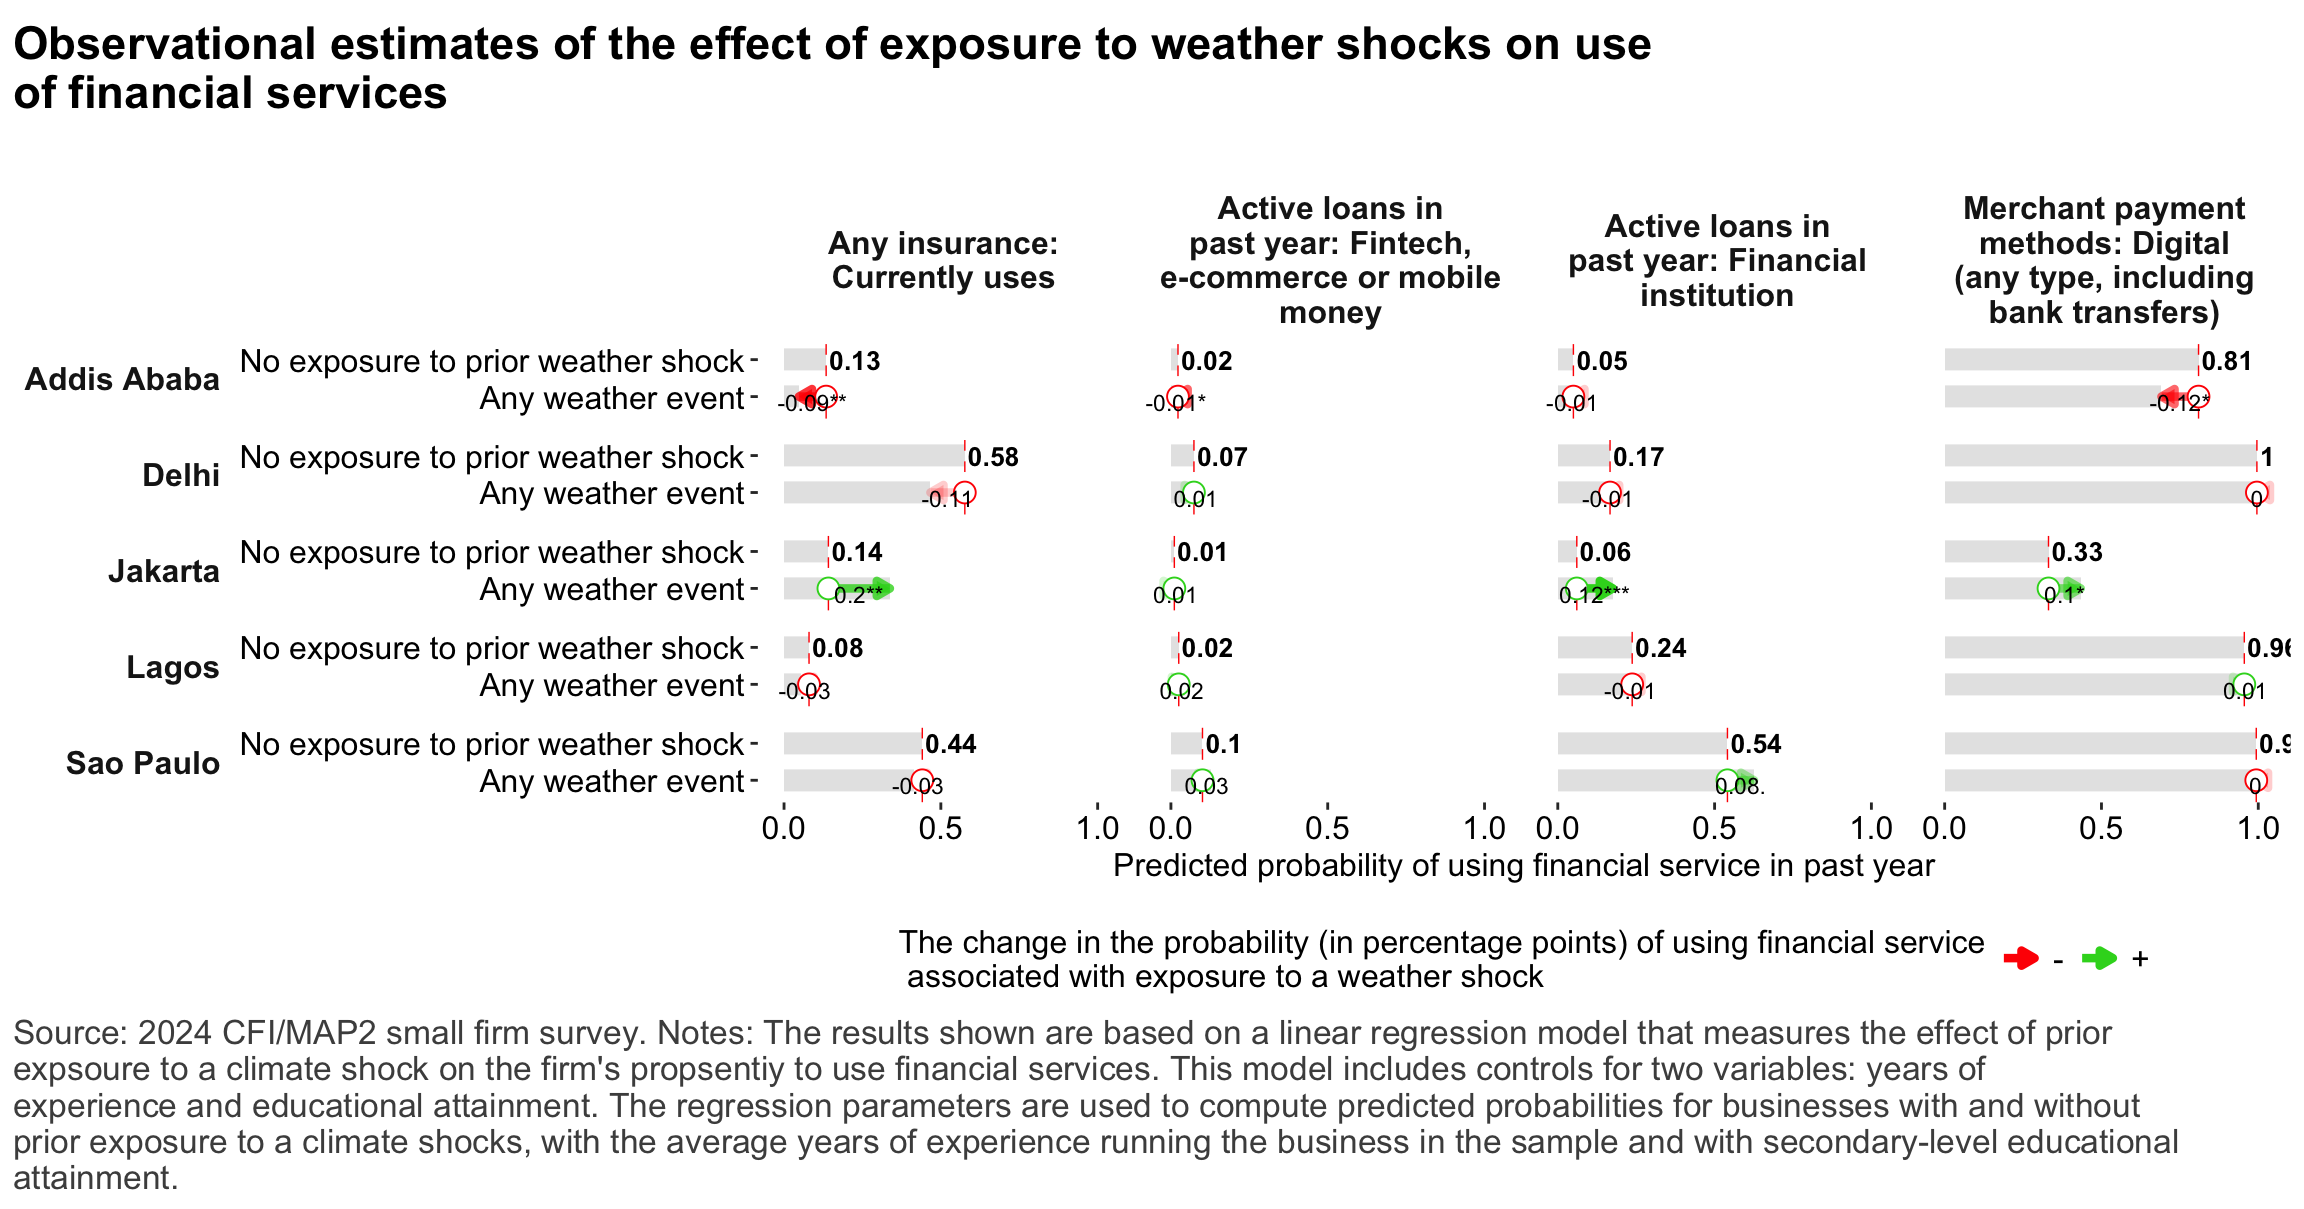 Observational estimates of the effect of exposure to weather shocks on use
of financial services
Any insurance:
Currently uses
Active loans in
past year: Fintech,
e-commerce or mobile
money
Active loans in
past year: Financial
institution
Merchant payment
methods: Digital
(any type, including
bank transfers)
Addis Ababa
No exposure to prior weather shock 0.13 0.02 0.05 0.81
Any weather event -0.09** -0.01* -0.01 -0.12*
Delhi
No exposure to prior weather shock 0.58 0.07 0.17 1
Any weather event -0.11 0.01 -0.01 0
Jakarta
No exposure to prior weather shock 0.14 0.01 0.06 0.33
Any weather event 0.2** 0.01 0.12*** 0.1*
Lagos
No exposure to prior weather shock 0.08 0.02 0.24 0.96
Any weather event -0.03 0.02 -0.01 0.01
Sao Paulo
No exposure to prior weather shock 0.44 0.1 0.54
Any weather event -0.03 0.03 0.08. 0
0.0 0.5 1.0 0.0 0.5 1.0 0.0 0.5 1.0 0.0 0.5 1.0
Predicted probability of using financial service in past year
The change in the probability (in percentage points) of using financial service
associated with exposure to a weather shock
- +
Source: 2024 CFI/MAP2 small firm survey. Notes: The results shown are based on a linear regression model that measures the effect of prior
expsoure to a climate shock on the firm's propsentiy to use financial services. This model includes controls for two variables: years of
experience and educational attainment. The regression parameters are used to compute predicted probabilities for businesses with and without
prior exposure to a climate shocks, with the average years of experience running the business in the sample and with secondary-level educational
attainment.